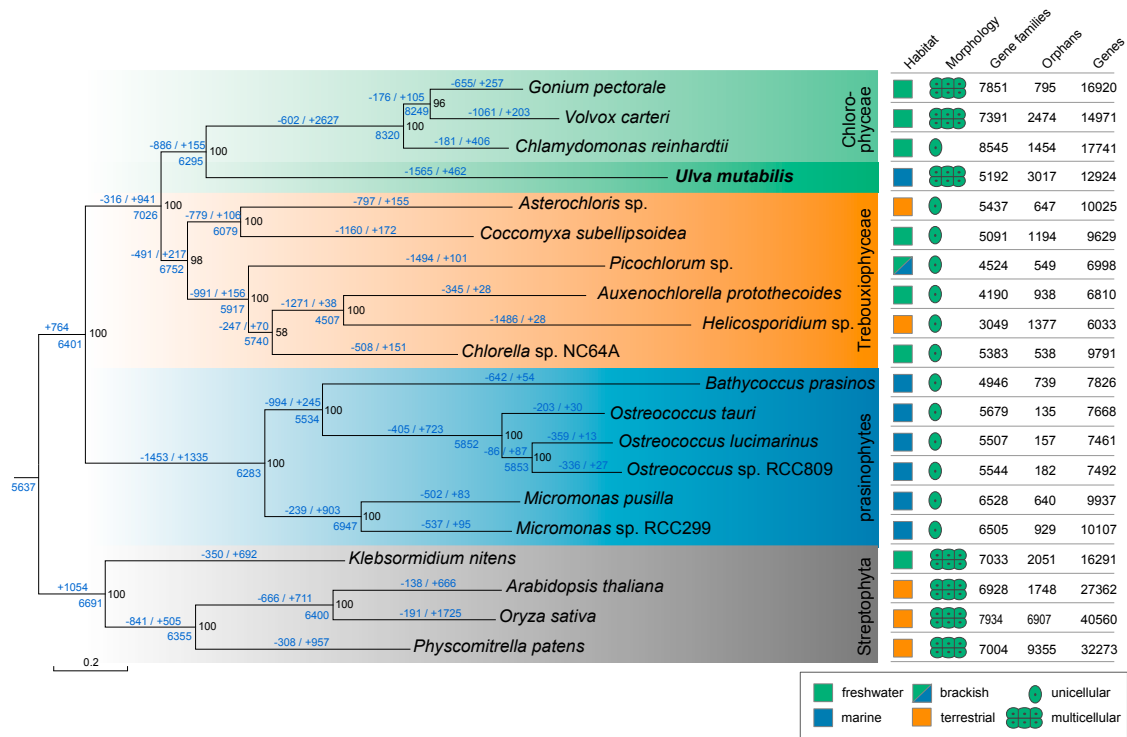 Habitat
Morphology
Gene families
Orphans
Genes
-655/ +257
Gonium pectorale
7851 795 16920
-176 / +105
96
8249
-1061 / +203
Volvox carteri
7391 2474 14971
-602 / +2627
100
8320
-181 / +406
Chlamydomonas reinhardtii
8545 1454 17741
Chloro-
phyceae
-886 / +155
100
6295
-1565 / +462
Ulva mutabilis
5192 3017 12924
-316 / +941
100
7026
-797 / +155
Asterochloris sp.
5437 647 10025
-779 / +106
100
6079
-1160 / +172
Coccomyxa subellipsoidea
5091 1194 9629
-491 / +217
98
6752
-1494 / +101
Picochlorum sp.
4524 549 6998
-991 / +156
100
5917
-345 / +28
Auxenochlorella protothecoides
4190 938 6810
-1271 / +38
100
4507
-1486 / +28
Helicosporidium sp.
3049 1377 6033
-247 / +70
58
5740
-508 / +151
Chlorella sp. NC64A
5383 538 9791
Trebouxiophyceae
+764
100
6401
-642 / +54
Bathycoccus prasinos
4946 739 7826
-994 / +245
100
5534
-203 / +30
Ostreococcus tauri
5679 135 7668
-405 / +723
100
5852
-359 / +13
Ostreococcus lucimarinus
5507 157 7461
-86 / +87
100
5853
-336 / +27
Ostreococcus sp. RCC809
5544 182 7492
-1453 / +1335
100
6283
-502 / +83
Micromonas pusilla
6528 640 9937
-239 / +903
100
6947
-537 / +95
Micromonas sp. RCC299
6505 929 10107
prasinophytes
5637
-350 / +692
Klebsormidium nitens
7033 2051 16291
+1054
100
6691
-138 / +666
Arabidopsis thaliana
6928 1748 27362
-666 / +711
100
6400
-191 / +1725
Oryza sativa
7934 6907 40560
-841 / +505
100
6355
-308 / +957
Physcomitrella patens
7004 9355 32273
Streptophyta
0.2
freshwater
brackish
unicellular
marine
terrestrial
multicellular